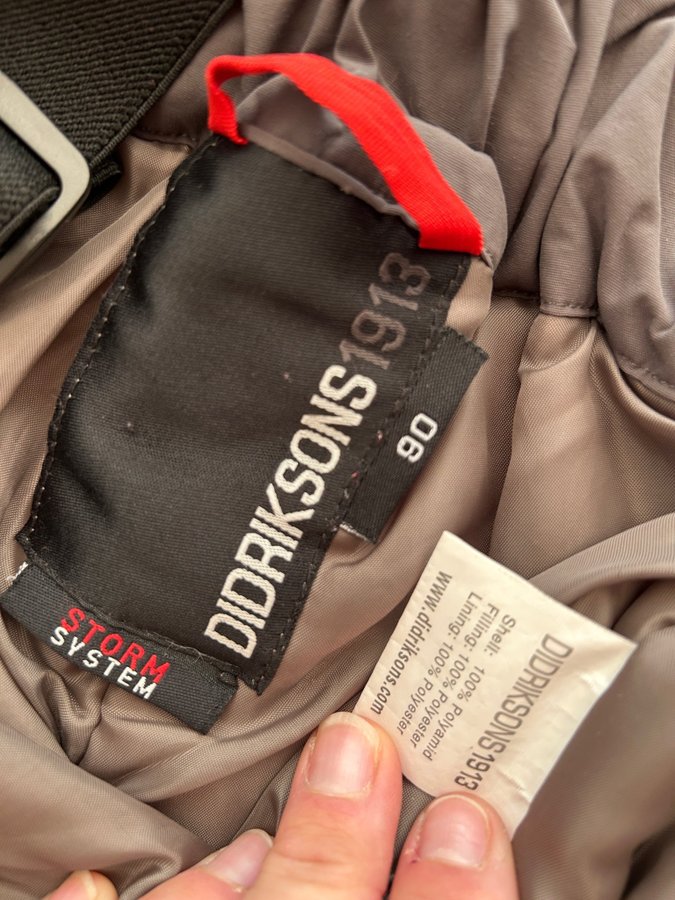 DIDRIKSONS1913
90
STORM
SYSTEM
DIDRIKSONS1913
Shell: 100% Polyamid
Filling: 100% Polyester
Lining: 100% Polyester
www.didriksons.com